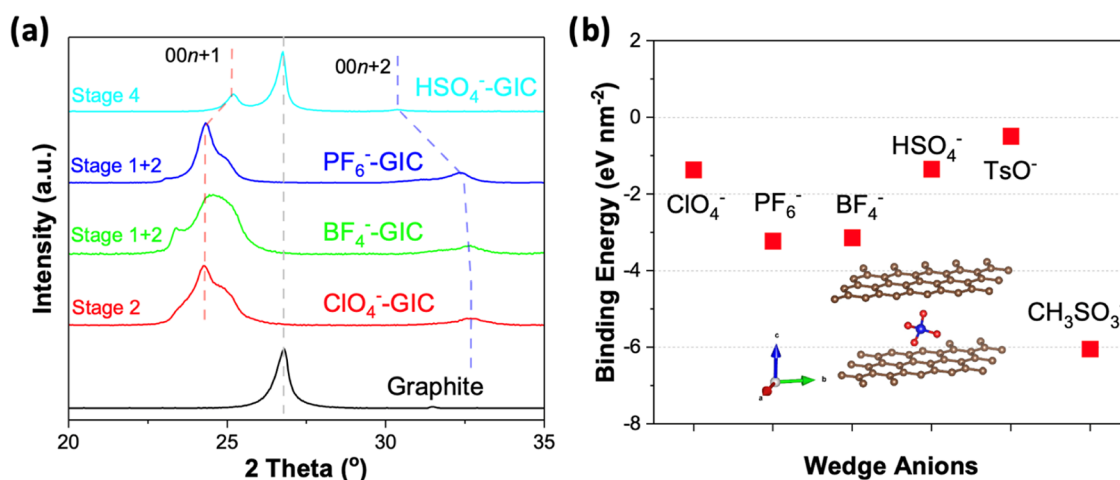 (a)
00n+1
00n+2
Stage 4
HSO₄⁻-GIC
Stage 1+2
PF₆⁻-GIC
Stage 1+2
BF₄⁻-GIC
Stage 2
ClO₄⁻-GIC
Graphite
Intensity (a.u.)
20
25
30
35
2 Theta (°)
(b)
2
0
-2
-4
-6
-8
Binding Energy (eV nm⁻²)
ClO₄⁻
PF₆⁻
BF₄⁻
HSO₄⁻
TsO⁻
CH₃SO₃⁻
c
b
a
Wedge Anions